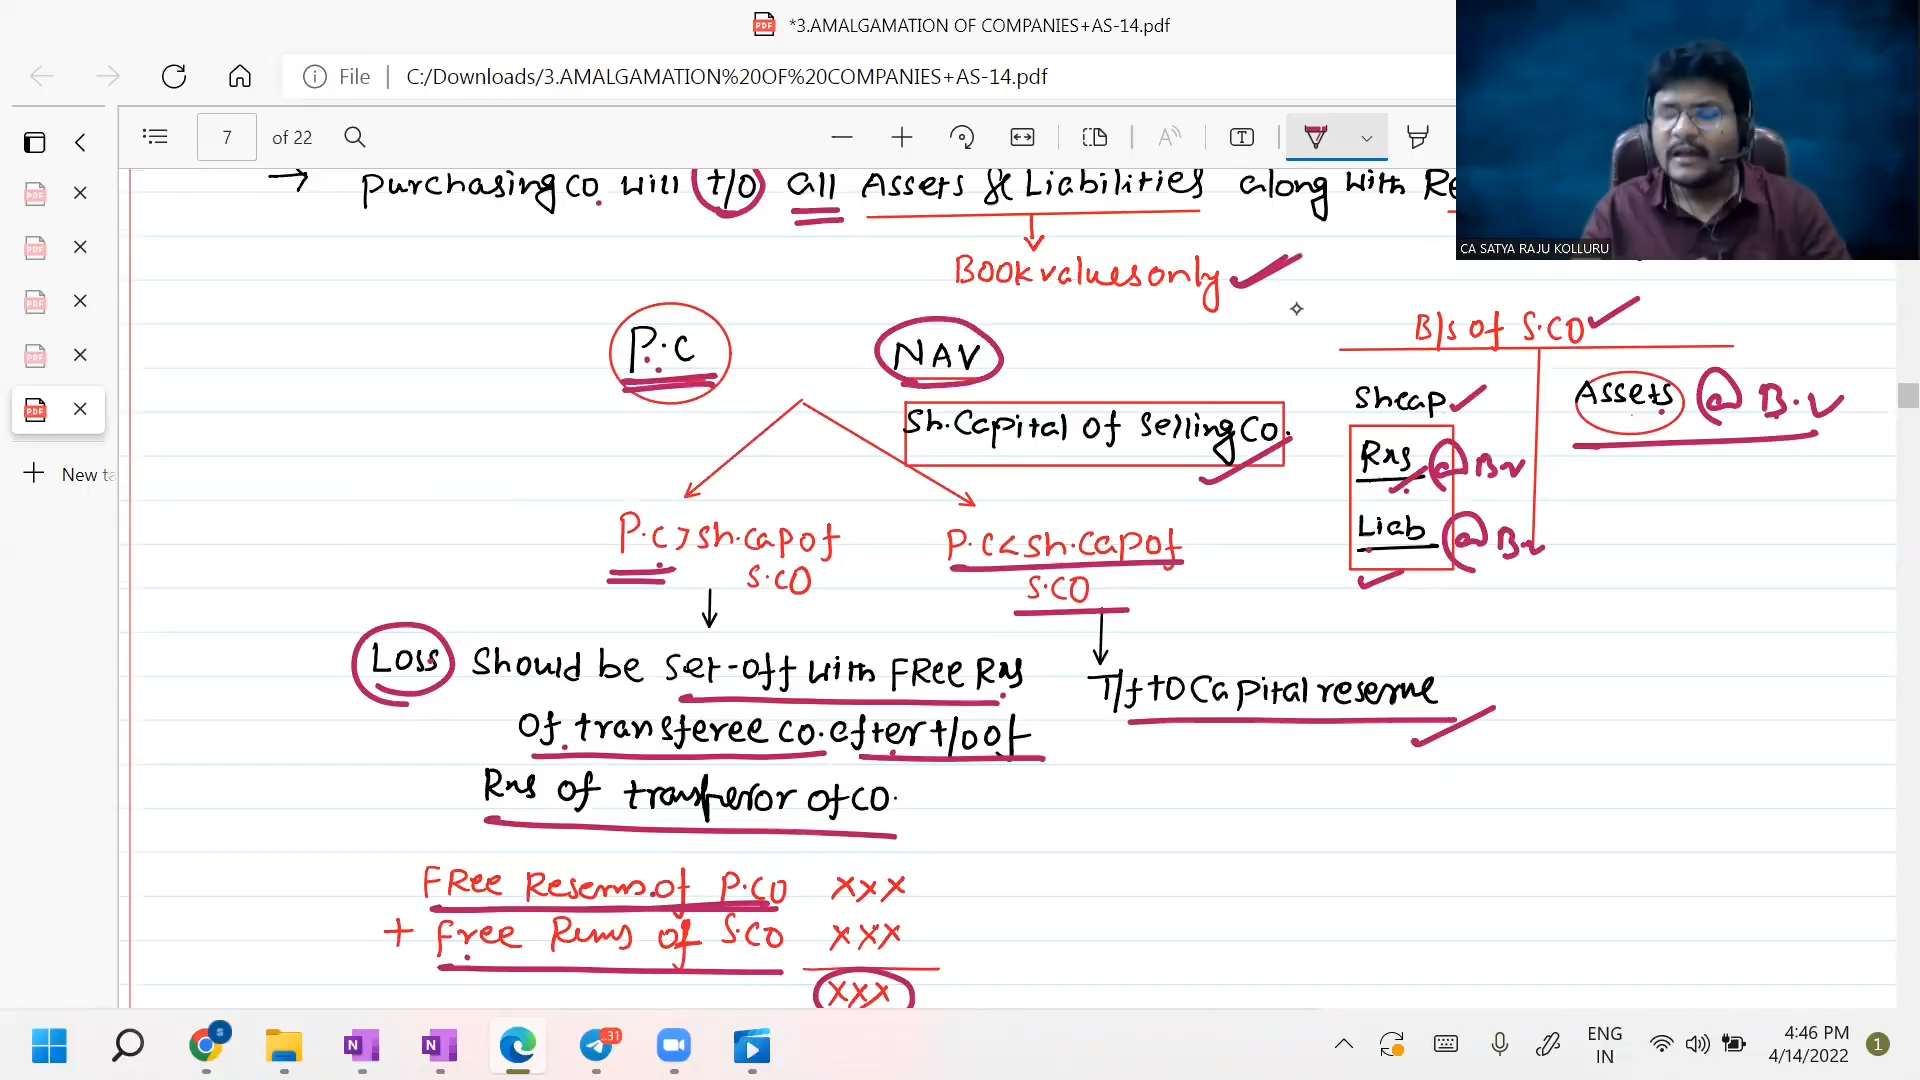 *3.AMALGAMATION OF COMPANIES+AS-14.pdf
File | C:/Downloads/3.AMALGAMATION%20OF%20COMPANIES+AS-14.pdf
7 of 22
CA SATYA RAJU KOLLURU
→ purchasing co. will t/o all Assets & Liabilities along with Re
Book values only
P.C
NAV
B/s of S.CO
Sh.Capital of Selling Co.
Shcap
Assets @ B.V
Rns @ B.v
Liab @ B.v
P.C > sh.cap of S.CO
P.C < sh.cap of S.CO
Loss Should be Set-off with FRee Rns
T/f to Capital reserve
Of transferee co. after t/o of
Rns of transferor of CO.
FRee Reserves of P.CO xxx
+ Free of S.CO xxx
xxx
New ta
31
ENG
IN
4:46 PM
4/14/2022
1